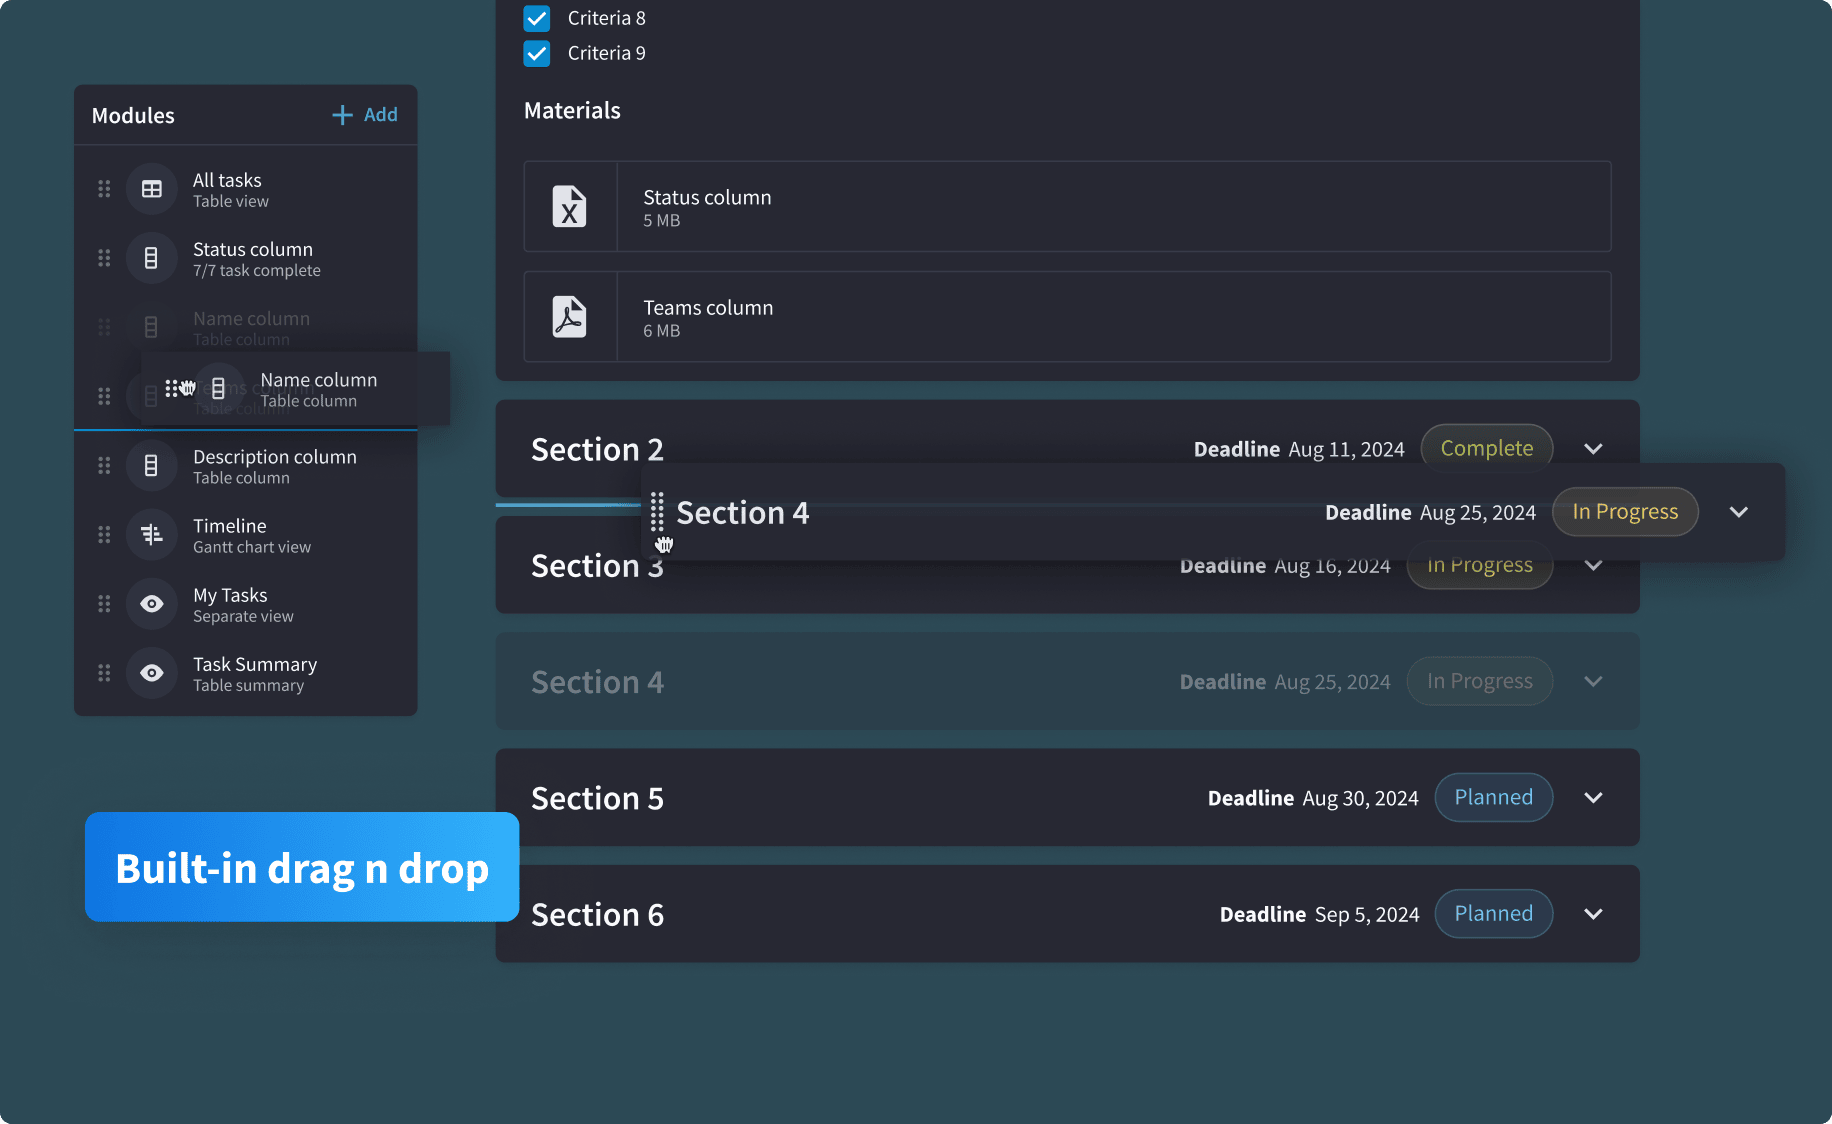 Criteria 8
Criteria 9
Materials
Status column
5 MB
Teams column
6 MB
Modules
Add
All tasks
Table view
Status column
7/7 task complete
Name column
Table column
Teams column
Table column
Name column
Table column
Description column
Table column
Timeline
Gantt chart view
My Tasks
Separate view
Task Summary
Table summary
Section 2 Deadline Aug 11, 2024 Complete
Section 4 Deadline Aug 25, 2024 In Progress
Section 3 Deadline Aug 16, 2024 In Progress
Section 4 Deadline Aug 25, 2024 In Progress
Section 5 Deadline Aug 30, 2024 Planned
Section 6 Deadline Sep 5, 2024 Planned
Built-in drag n drop